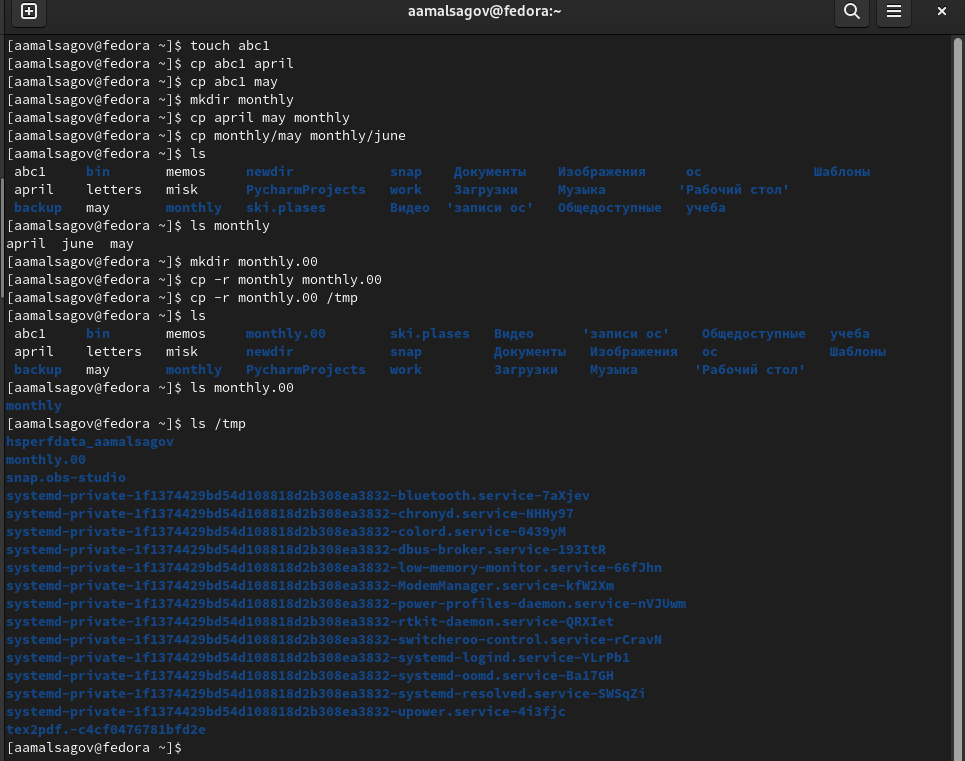 aamalsagov@fedora:~
[aamalsagov@fedora ~]$ touch abc1
[aamalsagov@fedora ~]$ cp abc1 april
[aamalsagov@fedora ~]$ cp abc1 may
[aamalsagov@fedora ~]$ mkdir monthly
[aamalsagov@fedora ~]$ cp april may monthly
[aamalsagov@fedora ~]$ cp monthly/may monthly/june
[aamalsagov@fedora ~]$ ls
abc1 bin memos newdir snap Документы Изображения ос Шаблоны
april letters misk PycharmProjects work Загрузки Музыка 'Рабочий стол'
backup may monthly ski.plases Видео 'записи ос' Общедоступные учеба
[aamalsagov@fedora ~]$ ls monthly
april june may
[aamalsagov@fedora ~]$ mkdir monthly.00
[aamalsagov@fedora ~]$ cp -r monthly monthly.00
[aamalsagov@fedora ~]$ cp -r monthly.00 /tmp
[aamalsagov@fedora ~]$ ls
abc1 bin memos monthly.00 ski.plases Видео 'записи ос' Общедоступные учеба
april letters misk newdir snap Документы Изображения ос Шаблоны
backup may monthly PycharmProjects work Загрузки Музыка 'Рабочий стол'
[aamalsagov@fedora ~]$ ls monthly.00
monthly
[aamalsagov@fedora ~]$ ls /tmp
hsperfdata_aamalsagov
monthly.00
snap.obs-studio
systemd-private-1f1374429bd54d108818d2b308ea3832-bluetooth.service-7aXjev
systemd-private-1f1374429bd54d108818d2b308ea3832-chronyd.service-NHHy97
systemd-private-1f1374429bd54d108818d2b308ea3832-colord.service-0439yM
systemd-private-1f1374429bd54d108818d2b308ea3832-dbus-broker.service-193ItR
systemd-private-1f1374429bd54d108818d2b308ea3832-low-memory-monitor.service-66fJhn
systemd-private-1f1374429bd54d108818d2b308ea3832-ModemManager.service-kfW2Xm
systemd-private-1f1374429bd54d108818d2b308ea3832-power-profiles-daemon.service-nVJUwm
systemd-private-1f1374429bd54d108818d2b308ea3832-rtkit-daemon.service-QRXIet
systemd-private-1f1374429bd54d108818d2b308ea3832-switcheroo-control.service-rCravN
systemd-private-1f1374429bd54d108818d2b308ea3832-systemd-logind.service-YLrPb1
systemd-private-1f1374429bd54d108818d2b308ea3832-systemd-oomd.service-Ba17GH
systemd-private-1f1374429bd54d108818d2b308ea3832-systemd-resolved.service-SWSqZi
systemd-private-1f1374429bd54d108818d2b308ea3832-upower.service-4i3fjc
tex2pdf.-c4cf0476781bfd2e
[aamalsagov@fedora ~]$